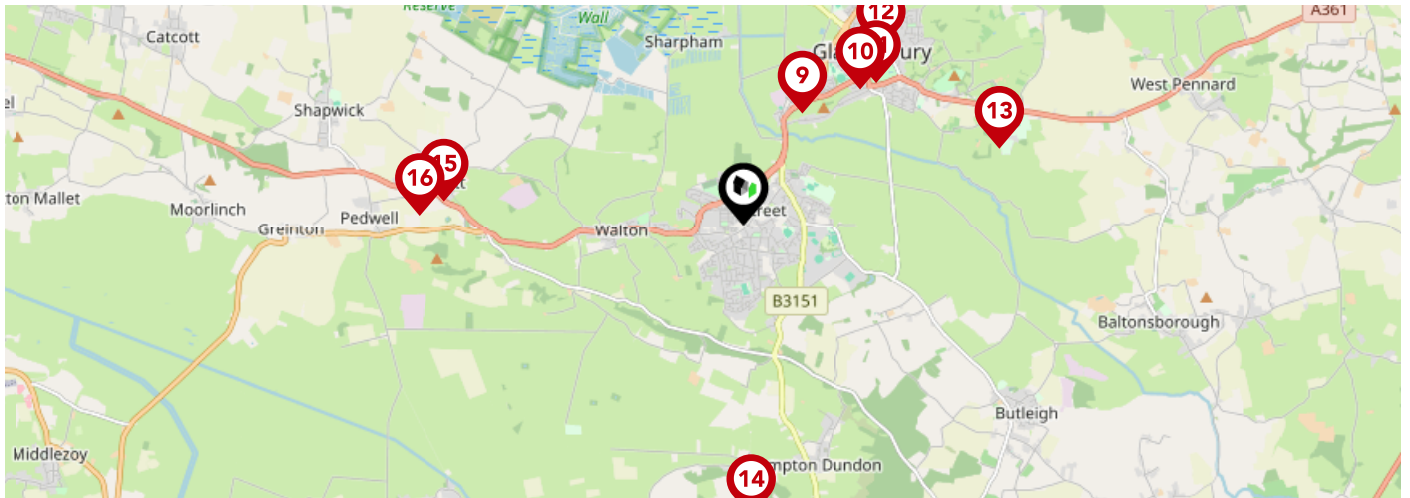 Reserve
Wall
12
A361
Catcott
Sharpham
10
9
West Pennard
Shapwick
13
15
16
Moorlinch
Pedwell
Greinton
Walton
B3151
Baltonsborough
Butleigh
Middlezoy
14